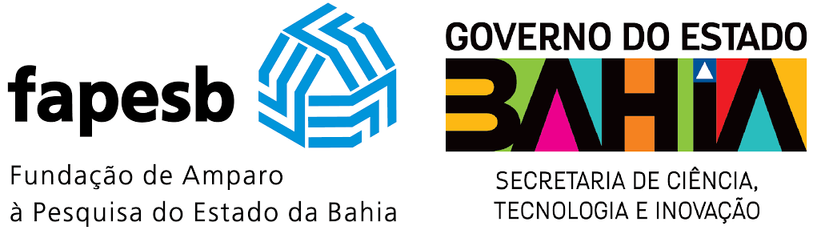 fapesb
Fundação de Amparo
à Pesquisa do Estado da Bahia
GOVERNO DO ESTADO
BAHIA
SECRETARIA DE CIÊNCIA,
TECNOLOGIA E INOVAÇÃO